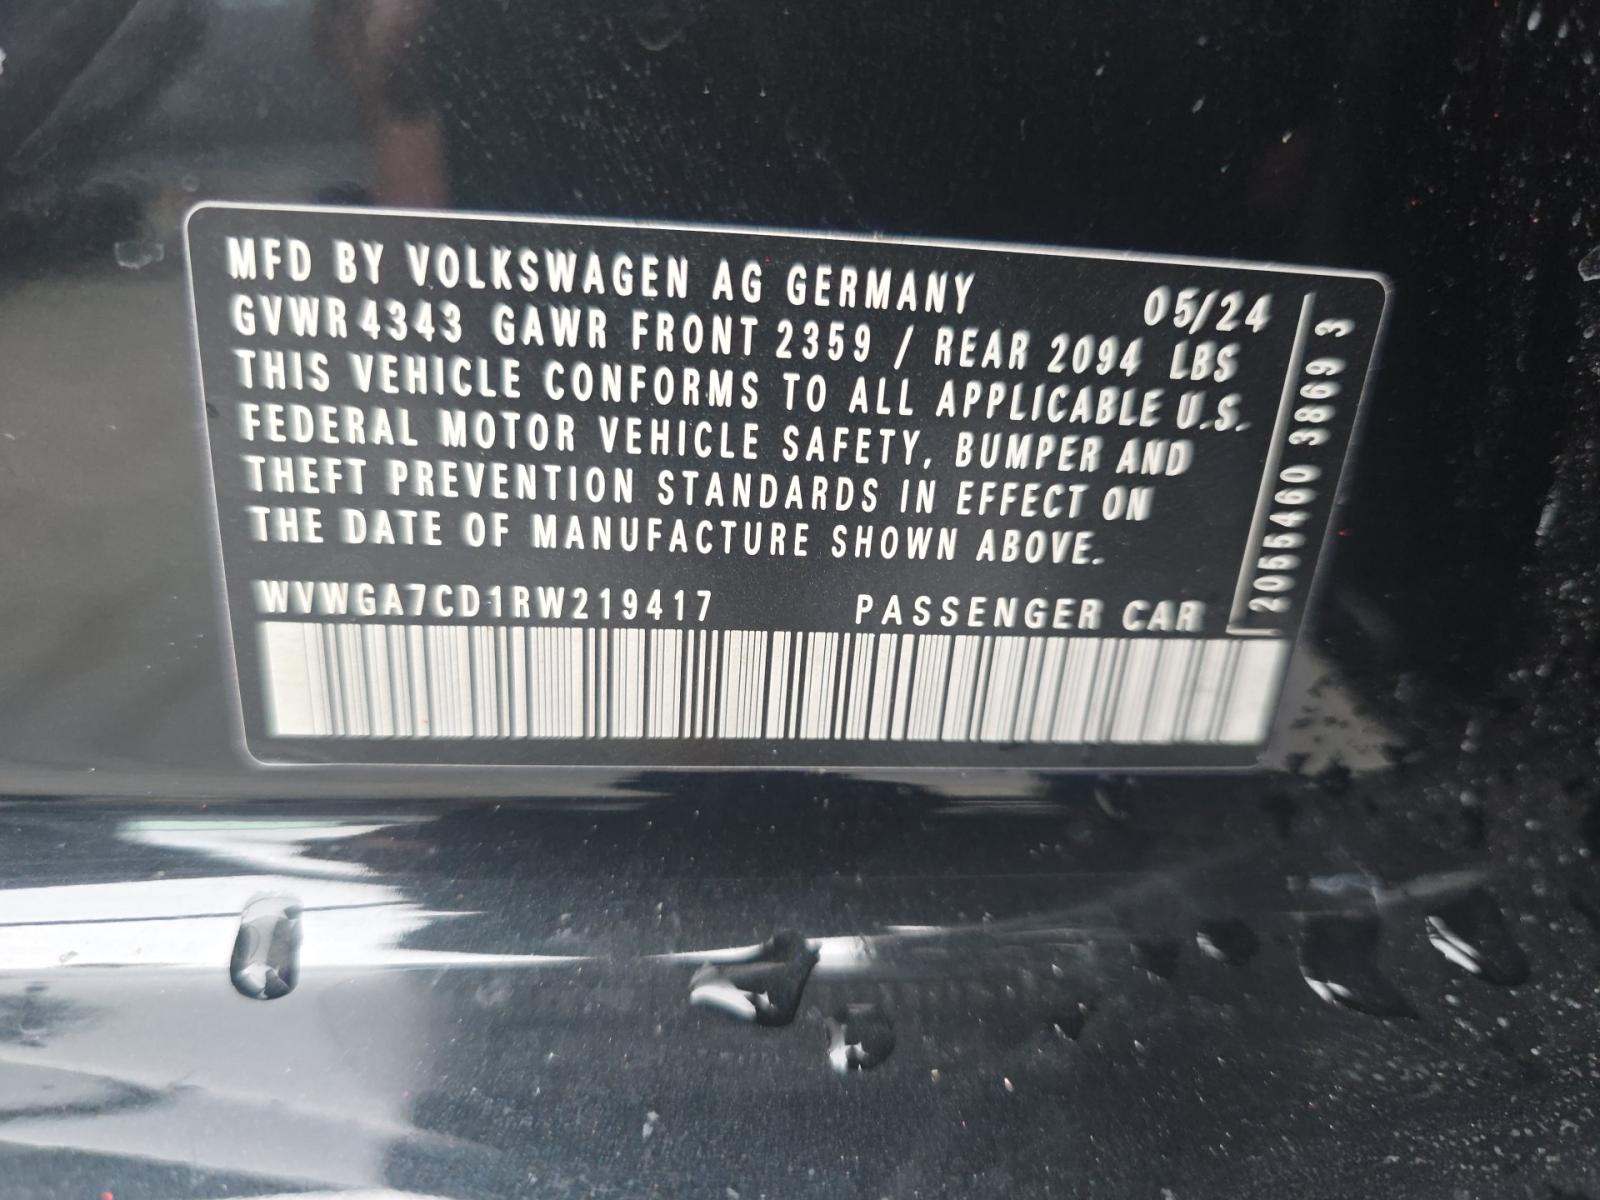 MFD BY VOLKSWAGEN AG GERMANY 05/24
GVWR 4343 GAWR FRONT 2359 / REAR 2094 LBS
THIS VEHICLE CONFORMS TO ALL APPLICABLE U.S.
FEDERAL MOTOR VEHICLE SAFETY, BUMPER AND
THEFT PREVENTION STANDARDS IN EFFECT ON
THE DATE OF MANUFACTURE SHOWN ABOVE.
WVWGA7CD1RW219417 PASSENGER CAR
2055460 3869 3